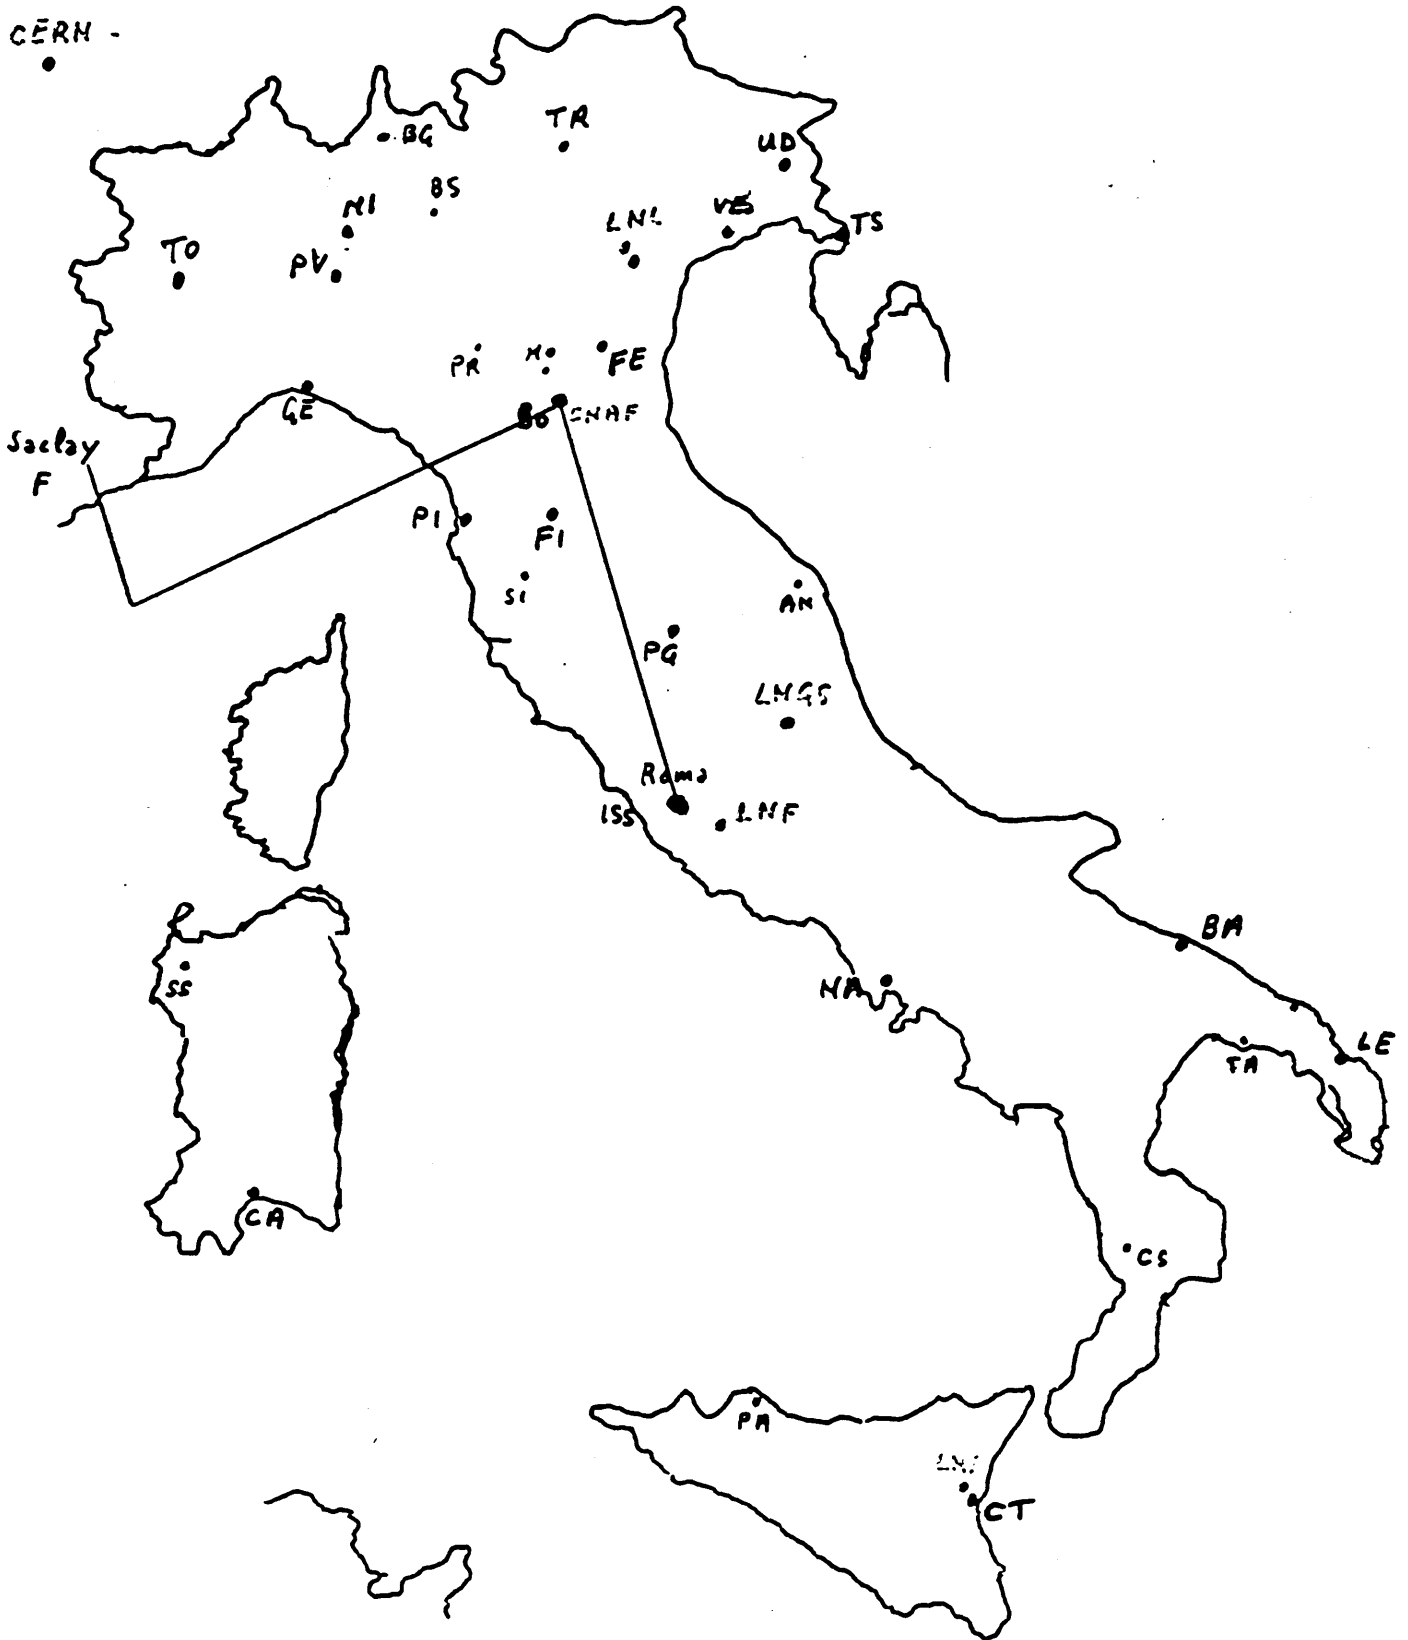 CERN -
TR
BG
UD
BS
MI
LNL
VE
TS
TO
PV
PR
FE
GE
BO
CNAF
Saclay
F
PI
FI
SI
AN
PG
LNGS
Roma
ISS
LNF
BA
SS
NA
LE
TA
CA
CS
PA
CT